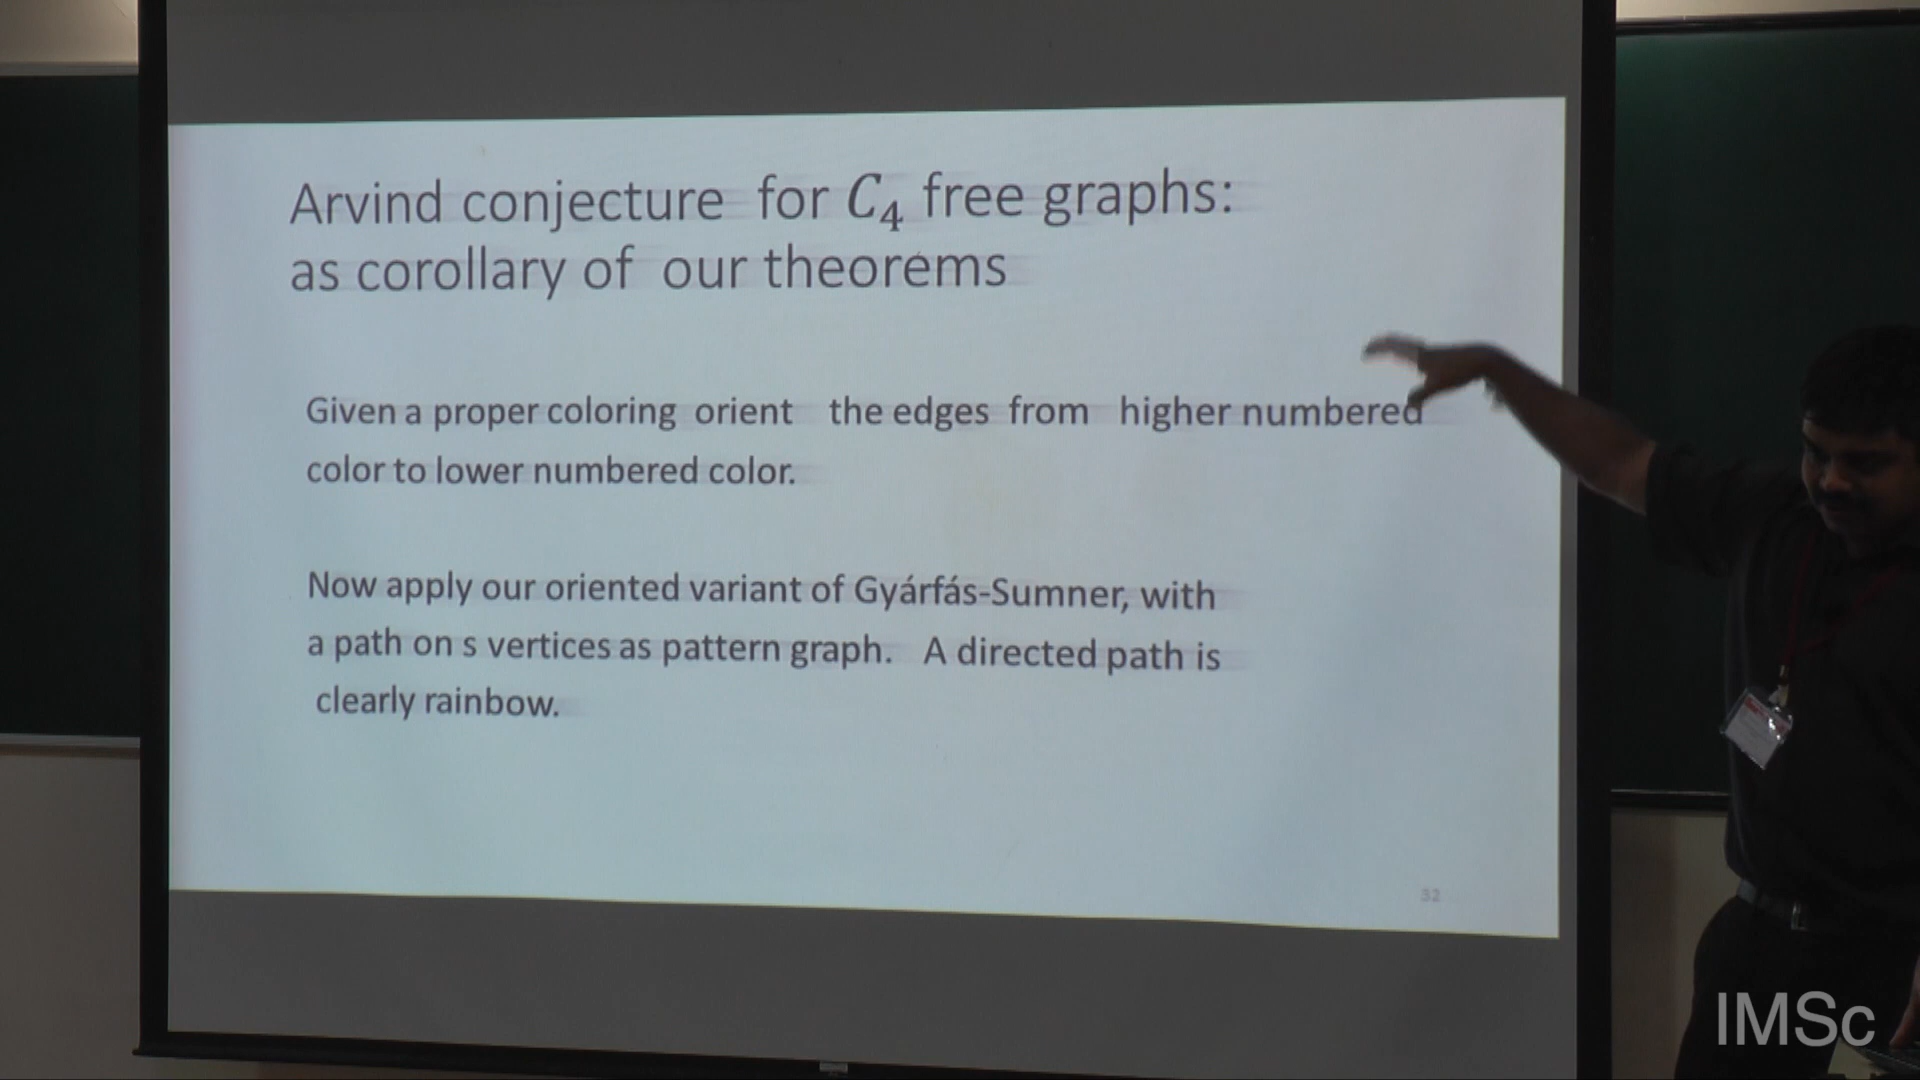 Arvind conjecture for C₄ free graphs:
as corollary of our theorems
Given a proper coloring orient the edges from higher numbered
color to lower numbered color.
Now apply our oriented variant of Gyárfás-Sumner, with
a path on s vertices as pattern graph. A directed path is
clearly rainbow.
32
IMSc